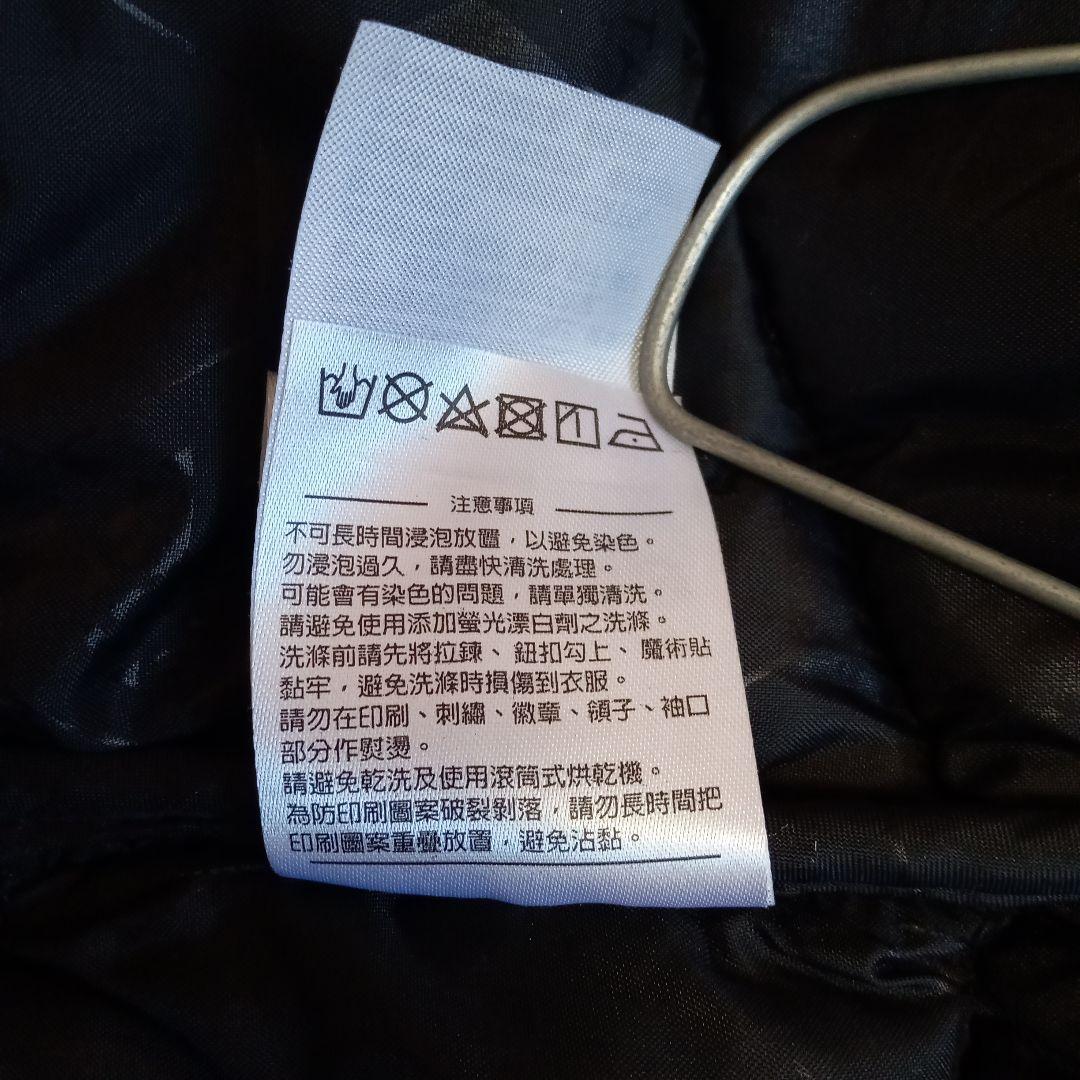 注意事項
不可長時間浸泡放置，以避免染色。
勿浸泡過久，請盡快清洗處理。
可能會有染色的問題，請單獨清洗。
請避免使用添加螢光漂白劑之洗滌。
洗滌前請先將拉鍊、鈕扣勾上、魔術貼
黏牢，避免洗滌時損傷到衣服。
請勿在印刷、刺繡、徽章、領子、袖口
部分作熨燙。
請避免乾洗及使用滾筒式烘乾機。
為防印刷圖案破裂剝落，請勿長時間把
印刷圖案重疊放置，避免沾黏。